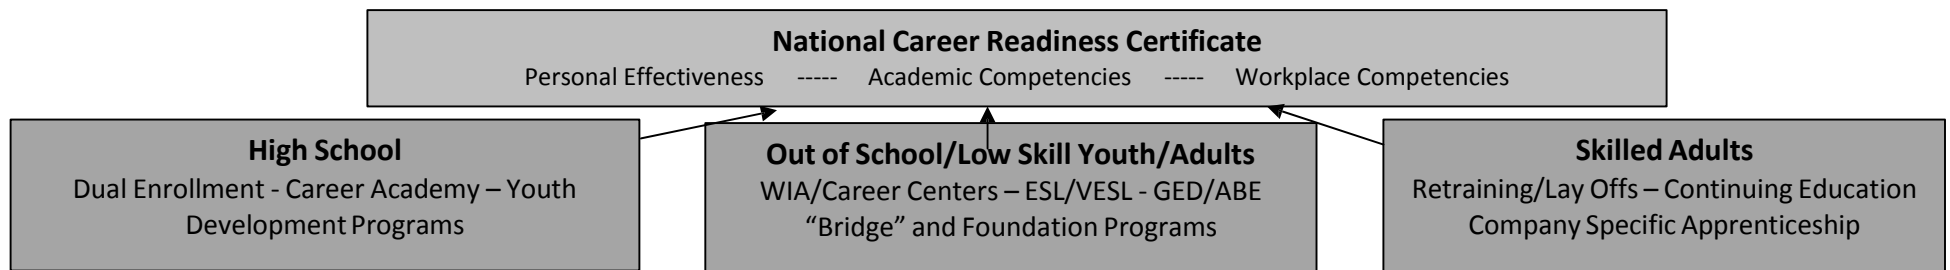 National Career Readiness Certificate
Personal Effectiveness ----- Academic Competencies ----- Workplace Competencies
High School
Dual Enrollment - Career Academy – Youth
Development Programs
Out of School/Low Skill Youth/Adults
WIA/Career Centers – ESL/VESL - GED/ABE
“Bridge” and Foundation Programs
Skilled Adults
Retraining/Lay Offs – Continuing Education
Company Specific Apprenticeship